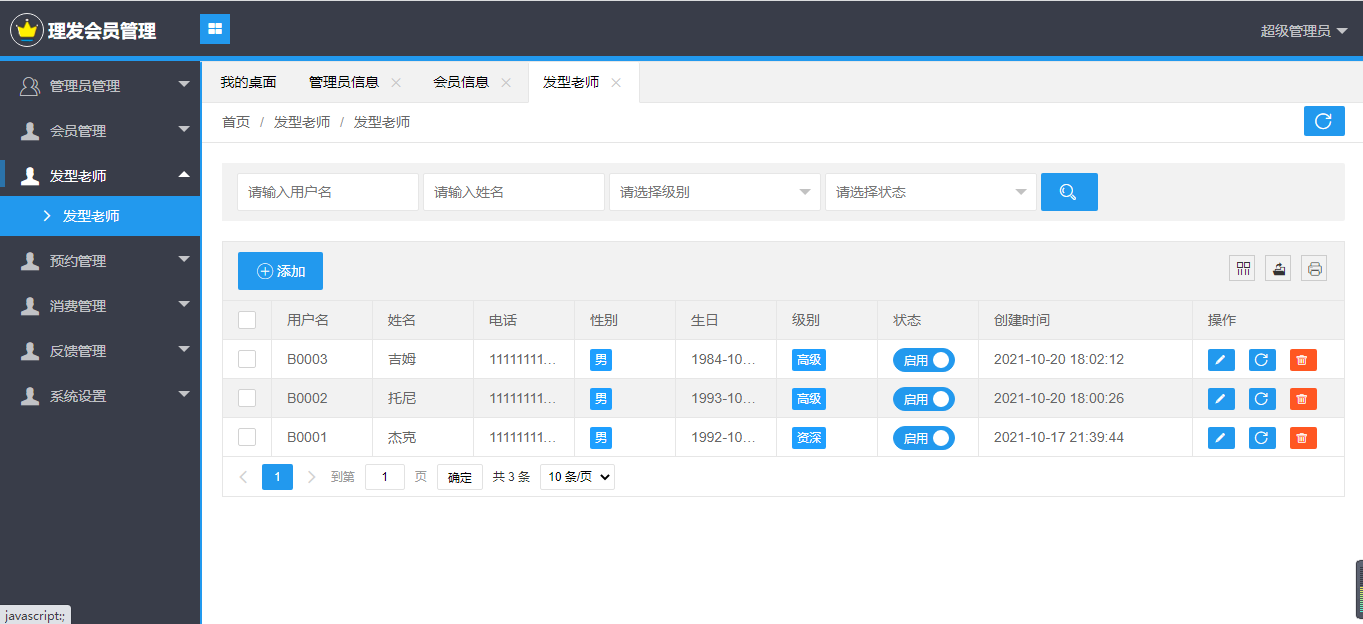 理发会员管理
超级管理员
管理员管理
会员管理
发型老师
发型老师
预约管理
消费管理
反馈管理
系统设置
我的桌面 管理员信息 会员信息 发型老师
首页 / 发型老师 / 发型老师
请输入用户名 请输入姓名 请选择级别 请选择状态
添加
用户名 姓名 电话 性别 生日 级别 状态 创建时间 操作
B0003 吉姆 11111111... 男 1984-10... 高级 启用 2021-10-20 18:02:12
B0002 托尼 11111111... 男 1993-10... 高级 启用 2021-10-20 18:00:26
B0001 杰克 11111111... 男 1992-10... 资深 启用 2021-10-17 21:39:44
1 到第 1 页 确定 共 3 条 10 条/页
javascript:;